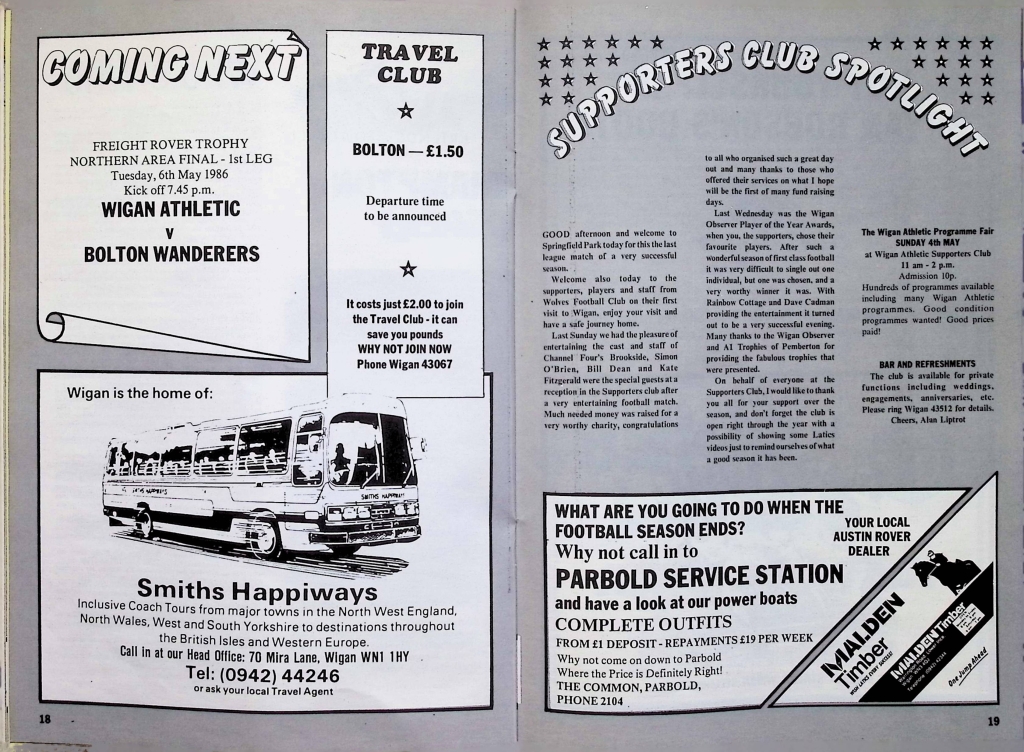 COMING NEXT
FREIGHT ROVER TROPHY
NORTHERN AREA FINAL - 1st LEG
Tuesday, 6th May 1986
Kick off 7.45 p.m.
WIGAN ATHLETIC
V
BOLTON WANDERERS
TRAVEL
CLUB
BOLTON — £1.50
Departure time
to be announced
It costs just £2.00 to join
the Travel Club - it can
save you pounds
WHY NOT JOIN NOW
Phone Wigan 43067
Wigan is the home of:
SMITHS HAPPIWAYS
SMITHS HAPPIWAYS
Smiths Happiways
Inclusive Coach Tours from major towns in the North West England,
North Wales, West and South Yorkshire to destinations throughout
the British Isles and Western Europe.
Call in at our Head Office: 70 Mira Lane, Wigan WN1 1HY
Tel: (0942) 44246
or ask your local Travel Agent
18
SUPPORTERS CLUB SPOTLIGHT
GOOD afternoon and welcome to
Springfield Park today for this the last
league match of a very successful
season.
Welcome also today to the
supporters, players and staff from
Wolves Football Club on their first
visit to Wigan, enjoy your visit and
have a safe journey home.
Last Sunday we had the pleasure of
entertaining the cast and staff of
Channel Four's Brookside, Simon
O'Brien, Bill Dean and Kate
Fitzgerald were the special guests at a
reception in the Supporters club after
a very entertaining football match.
Much needed money was raised for a
very worthy charity, congratulations
to all who organised such a great day
out and many thanks to those who
offered their services on what I hope
will be the first of many fund raising
days.
Last Wednesday was the Wigan
Observer Player of the Year Awards,
when you, the supporters, chose their
favourite players. After such a
wonderful season of first class football
it was very difficult to single out one
individual, but one was chosen, and a
very worthy winner it was. With
Rainbow Cottage and Dave Cadman
providing the entertainment it turned
out to be a very successful evening.
Many thanks to the Wigan Observer
and A1 Trophies of Pemberton for
providing the fabulous trophies that
were presented.
On behalf of everyone at the
Supporters Club, I would like to thank
you all for your support over the
season, and don't forget the club is
open right through the year with a
possibility of showing some Latics
videos just to remind ourselves of what
a good season it has been.
The Wigan Athletic Programme Fair
SUNDAY 4th MAY
at Wigan Athletic Supporters Club
11 am - 2 p.m.
Admission 10p.
Hundreds of programmes available
including many Wigan Athletic
programmes. Good condition
programmes wanted! Good prices
paid!
BAR AND REFRESHMENTS
The club is available for private
functions including weddings,
engagements, anniversaries, etc.
Please ring Wigan 43512 for details.
Cheers, Alan Liptrot
WHAT ARE YOU GOING TO DO WHEN THE
FOOTBALL SEASON ENDS?
Why not call in to
PARBOLD SERVICE STATION
and have a look at our power boats
COMPLETE OUTFITS
FROM £1 DEPOSIT - REPAYMENTS £19 PER WEEK
Why not come on down to Parbold
Where the Price is Definitely Right!
THE COMMON, PARBOLD,
PHONE 2104
YOUR LOCAL
AUSTIN ROVER
DEALER
MALDEN
Timber
WISH LATICS EVERY SUCCESS
MALDEN Timber
One Jump Ahead
19